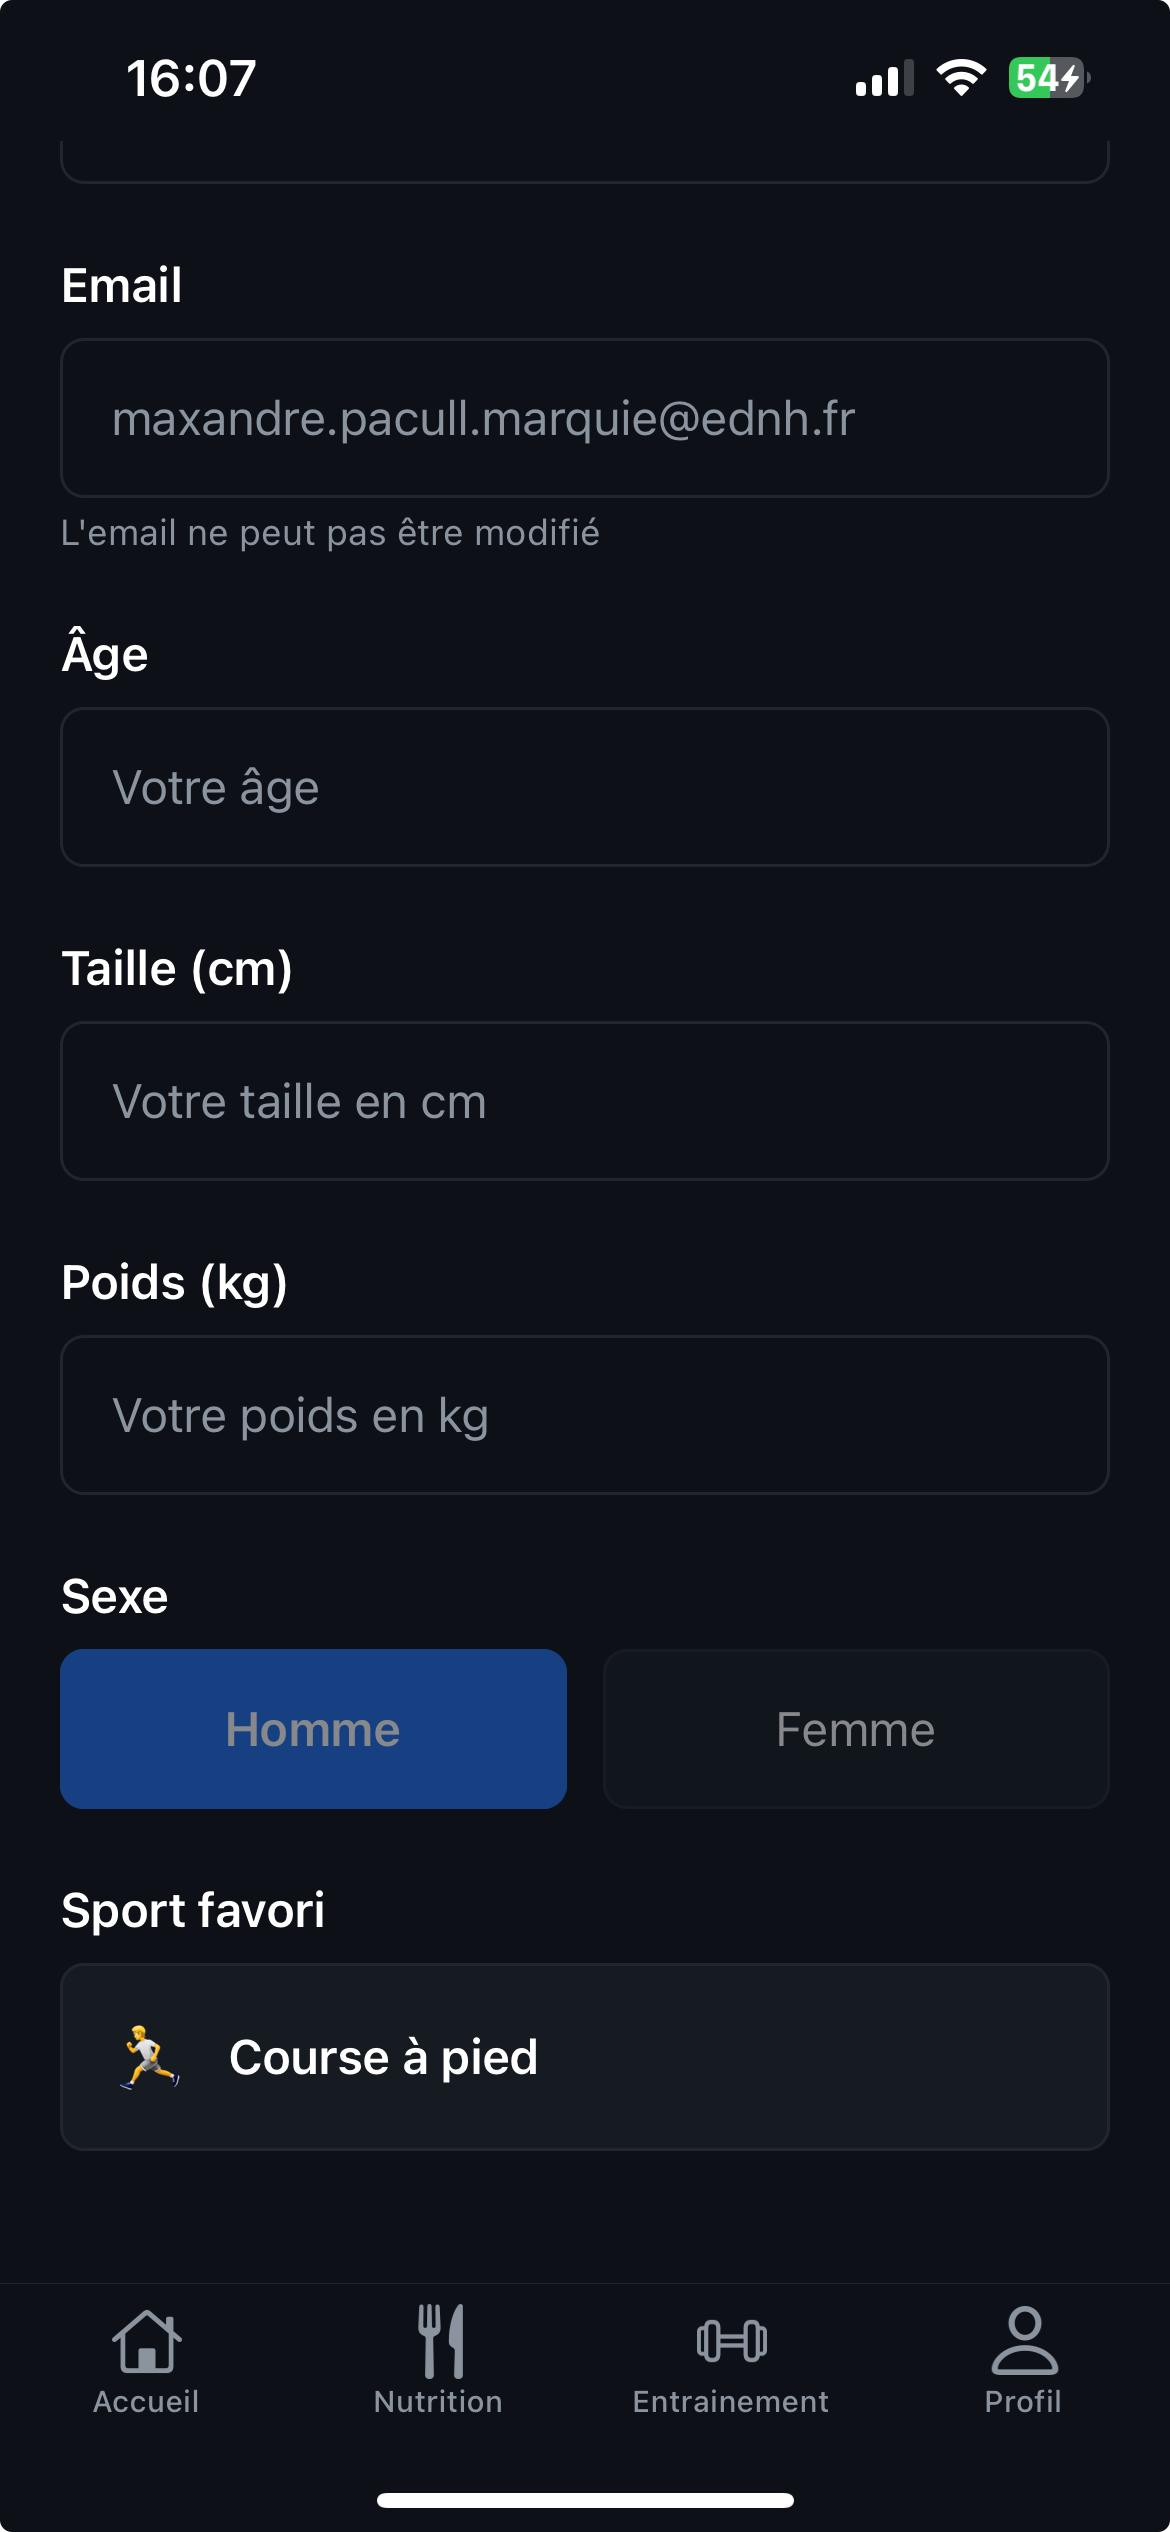 16:07
54
Email
maxandre.pacull.marquie@ednh.fr
L'email ne peut pas être modifié
Âge
Votre âge
Taille (cm)
Votre taille en cm
Poids (kg)
Votre poids en kg
Sexe
Homme Femme
Sport favori
Course à pied
Accueil Nutrition Entrainement Profil